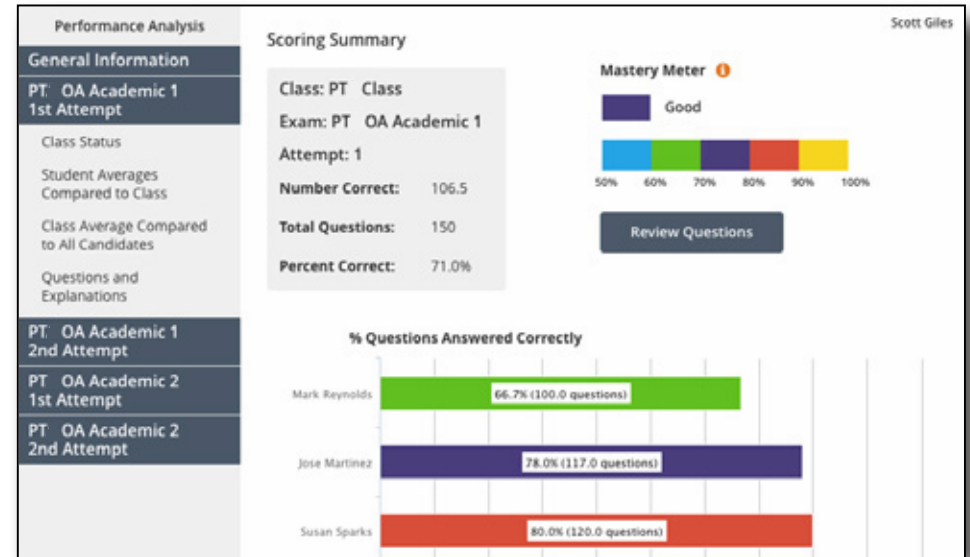 Performance Analysis
General Information
PT. OA Academic 1
1st Attempt
Class Status
Student Averages
Compared to Class
Class Average Compared
to All Candidates
Questions and
Explanations
PT. OA Academic 1
2nd Attempt
PT OA Academic 2
1st Attempt
PT OA Academic 2
2nd Attempt
Scott Giles
Scoring Summary
Class: PT Class
Exam: PT OA Academic 1
Attempt: 1
Number Correct: 106.5
Total Questions: 150
Percent Correct: 71.0%
Mastery Meter
Good
50% 60% 70% 80% 90% 100%
Review Questions
% Questions Answered Correctly
Mark Reynolds 66.7% (100.0 questions)
Jose Martinez 78.0% (117.0 questions)
Susan Sparks 80.0% (120.0 questions)